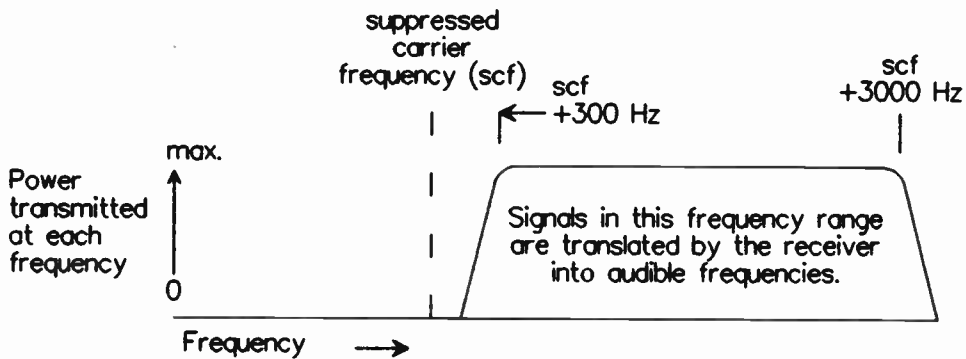 suppressed
carrier
frequency (scf)
scf
+300 Hz
scf
+3000 Hz
max.
Power
transmitted
at each
frequency
0
Signals in this frequency range
are translated by the receiver
into audible frequencies.
Frequency